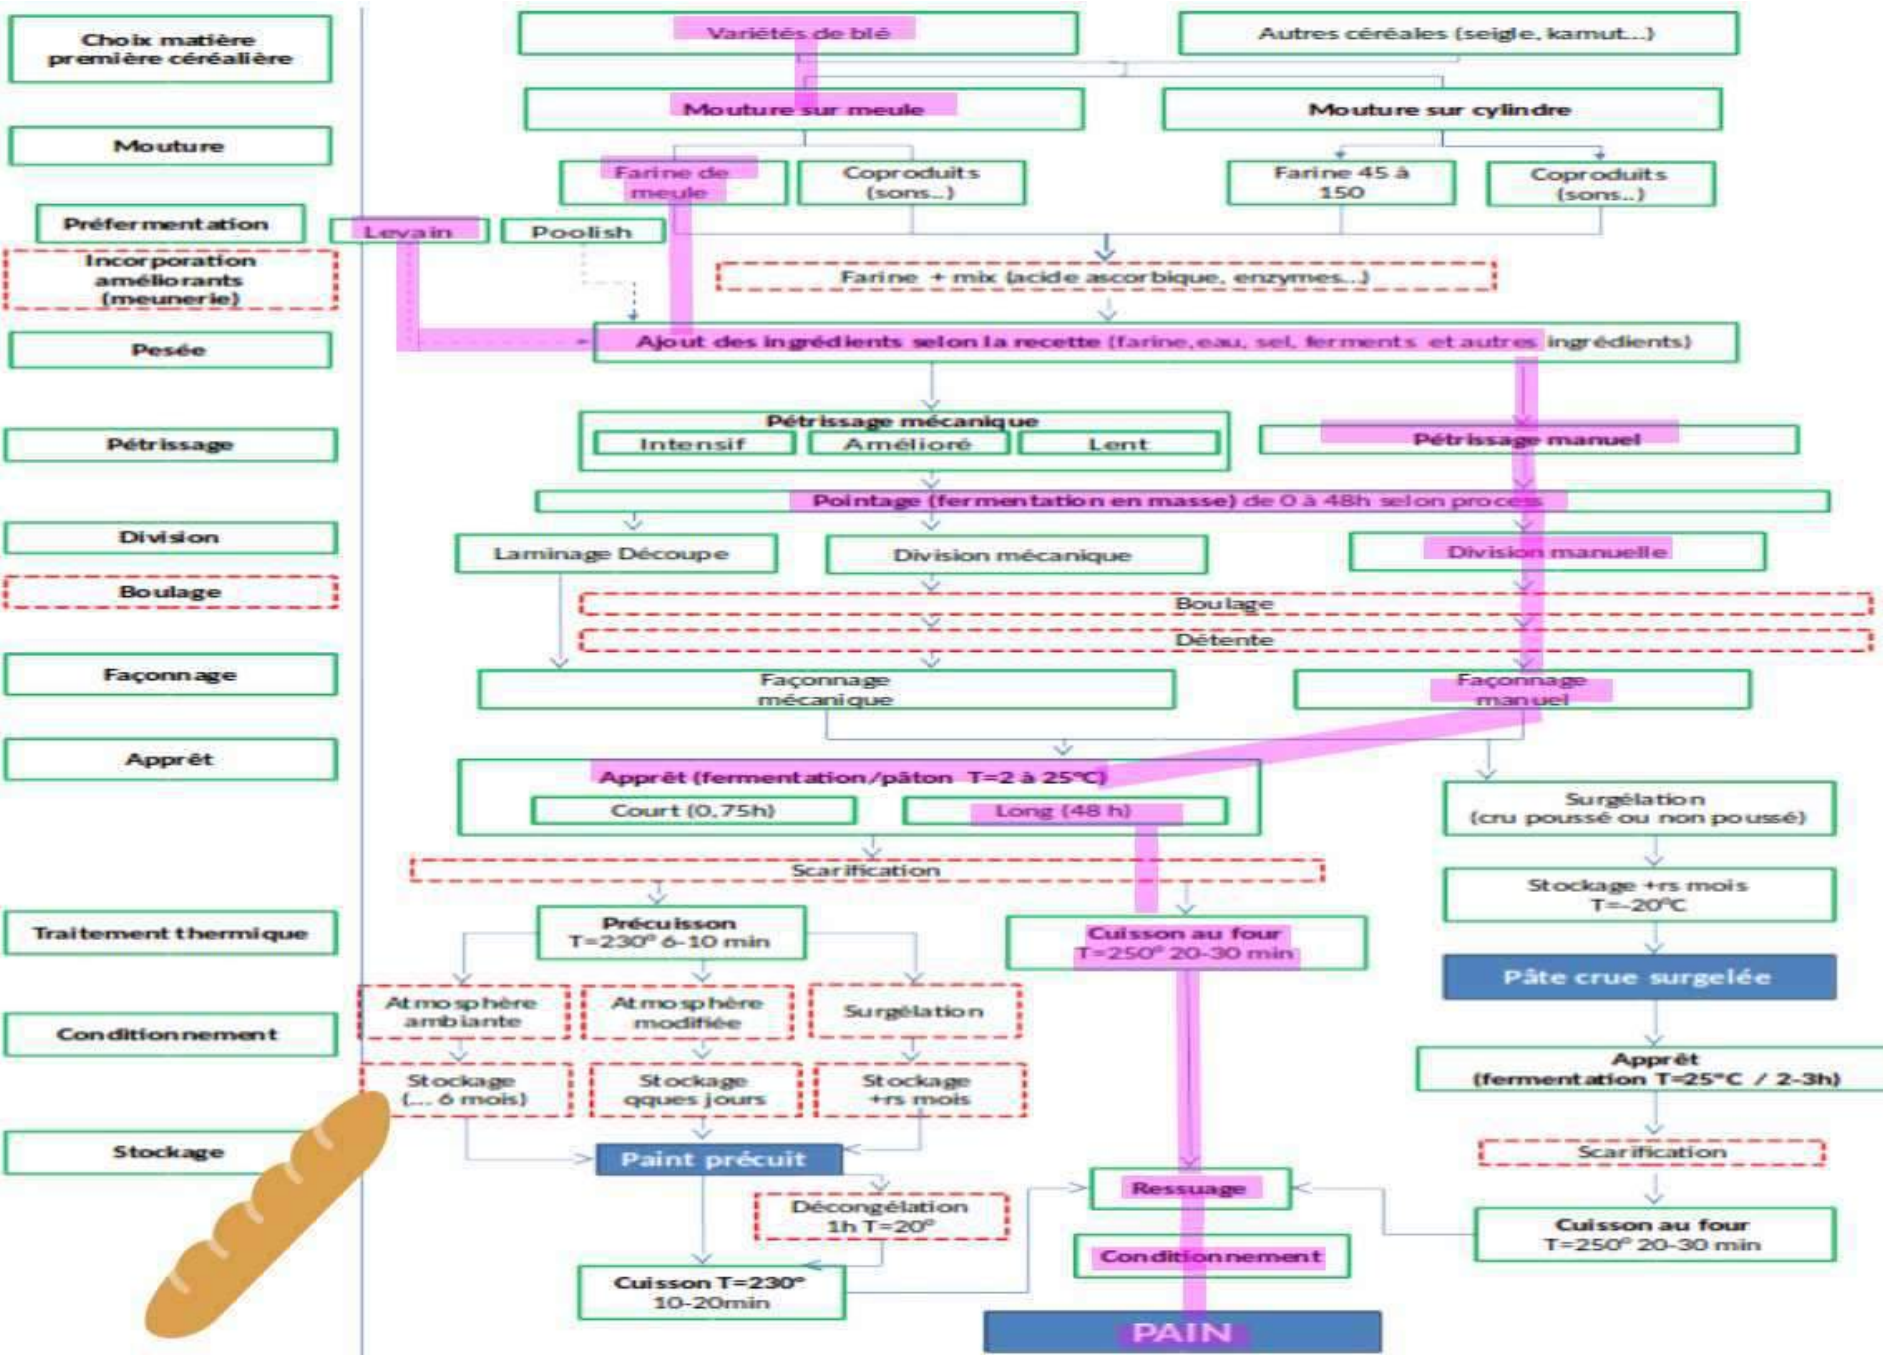 Choix matière
première céréalière
Variétés de blé
Autres céréales (seigle, kamut...)
Mouture
Mouture sur meule
Mouture sur cylindre
Farine de
meule
Coproduits
(sons..)
Farine 45 à
150
Coproduits
(sons..)
Préfermentation
Levain
Poolish
Incorporation
améliorants
(meunerie)
Farine + mix (acide ascorbique, enzymes...)
Pesée
Ajout des ingrédients selon la recette (farine, eau, sel, ferments et autres ingrédients)
Pétrissage
Pétrissage mécanique
Intensif
Amélioré
Lent
Pétrissage manuel
Pointage (fermentation en masse) de 0 à 48h selon process
Division
Laminage Découpe
Division mécanique
Division manuelle
Boulage
Boulage
Détente
Façonnage
Façonnage
mécanique
Façonnage
manuel
Apprêt
Apprêt (fermentation/pâton T=2 à 25°C)
Court (0,75h)
Long (48 h)
Surgélation
(cru poussé ou non poussé)
Scarification
Stockage +rs mois
T=-20°C
Traitement thermique
Précuisson
T=230° 6-10 min
Cuisson au four
T=250° 20-30 min
Pâte crue surgelée
Conditionnement
Atmosphère
ambiante
Atmosphère
modifiée
Surgélation
Apprêt
(fermentation T=25°C / 2-3h)
Stockage
(... 6 mois)
Stockage
qques jours
Stockage
+rs mois
Stockage
Paint précuit
Scarification
Décongélation
1h T=20°
Ressuage
Cuisson au four
T=250° 20-30 min
Conditionnement
Cuisson T=230°
10-20min
PAIN